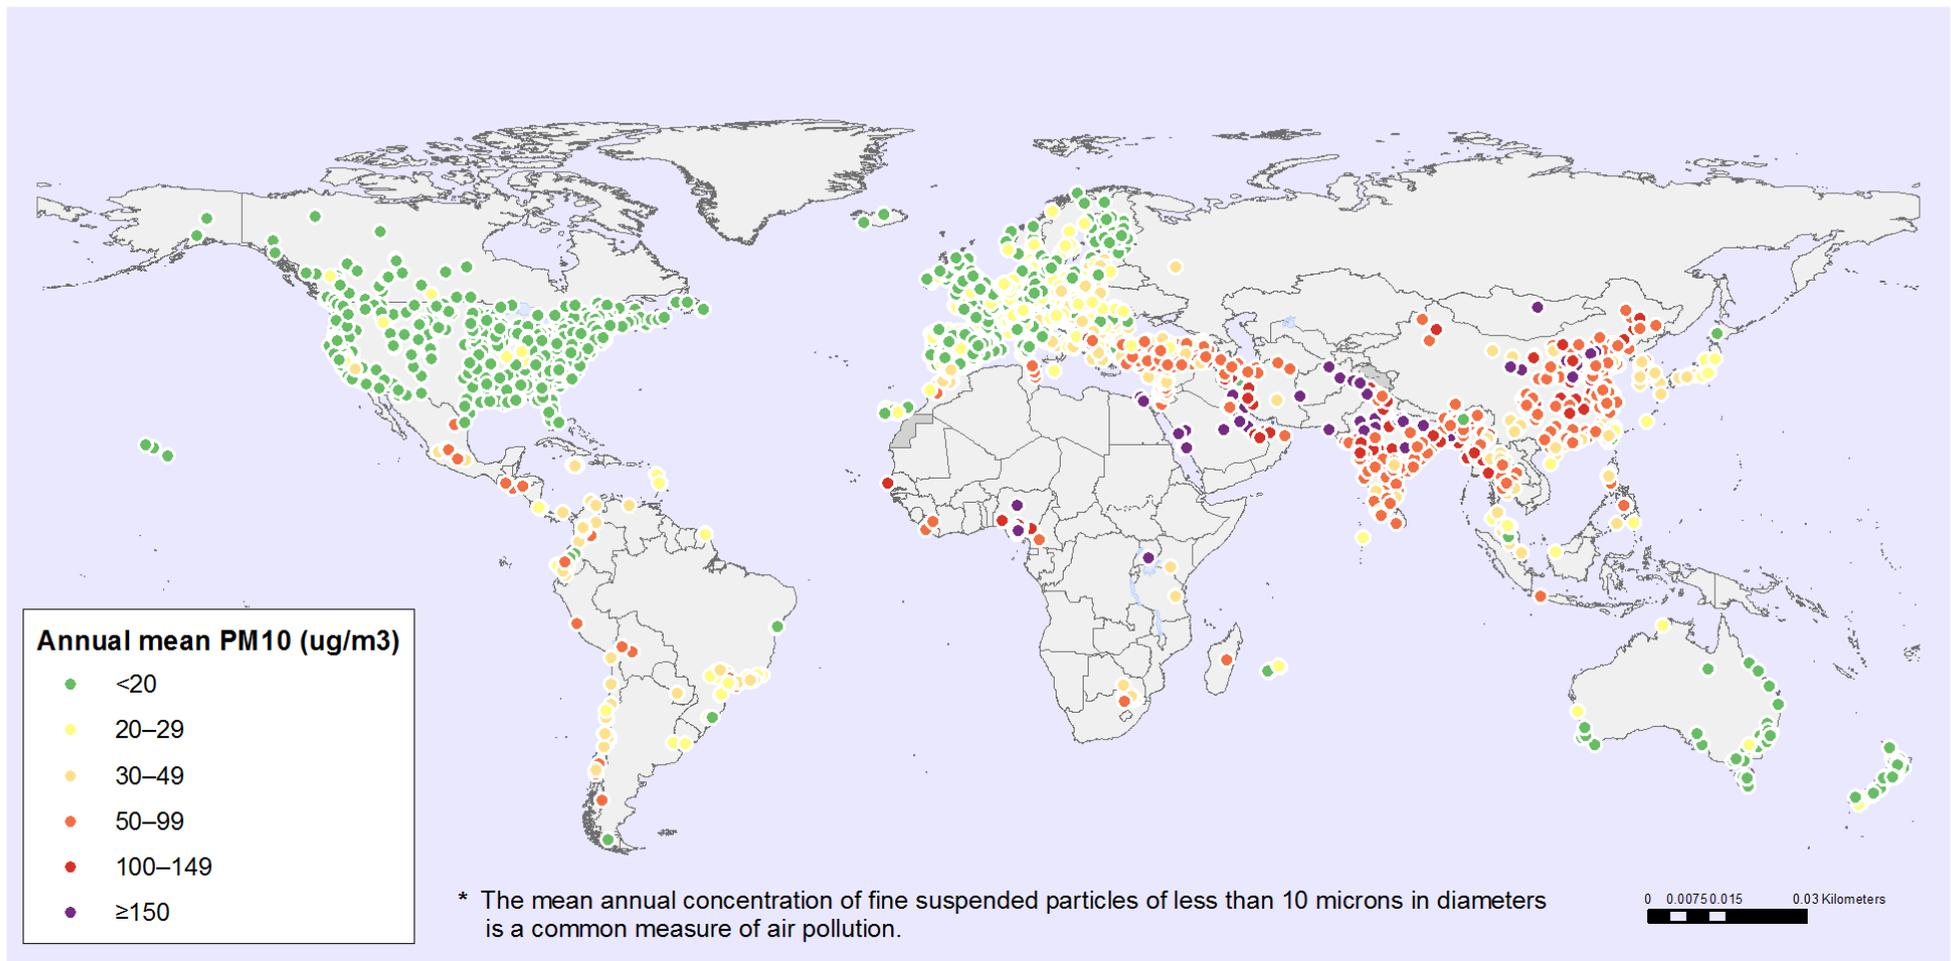 Annual mean PM10 (ug/m3)
<20
20–29
30–49
50–99
100–149
≥150
* The mean annual concentration of fine suspended particles of less than 10 microns in diameters
is a common measure of air pollution.
0 0.0075 0.015 0.03 Kilometers